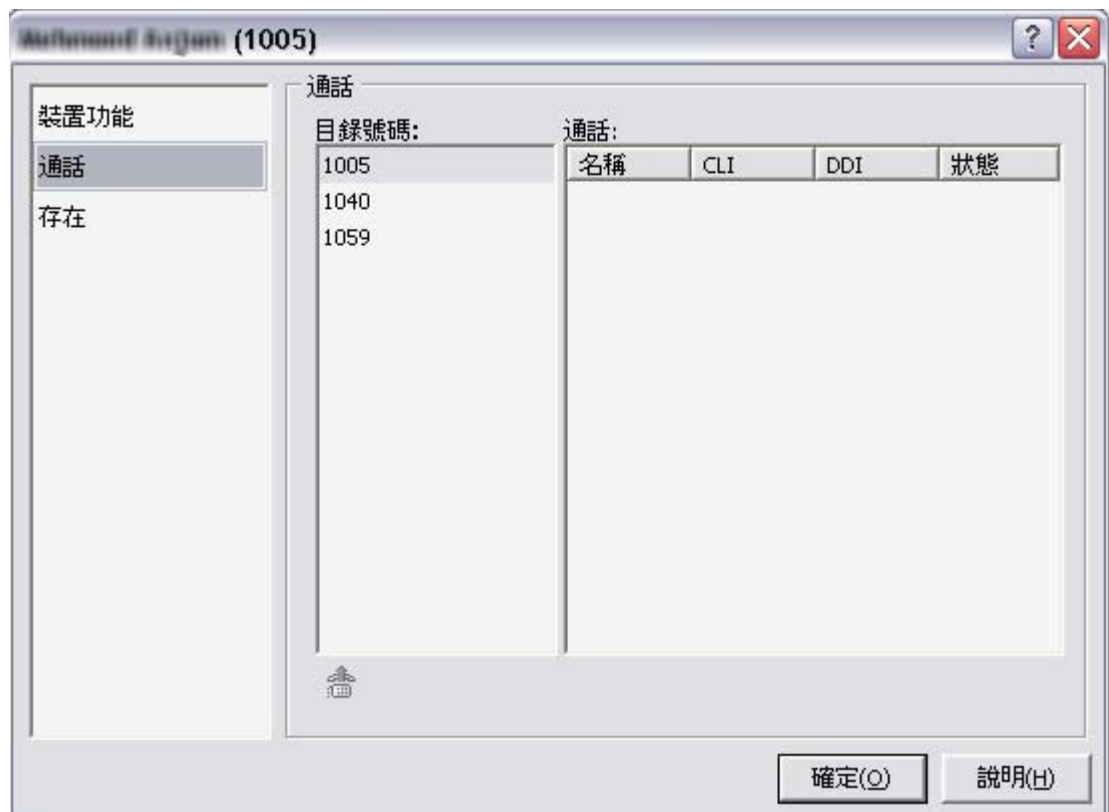 (1005)
裝置功能
通話
存在
通話
目錄號碼:
1005
1040
1059
通話:
名稱 CLI DDI 狀態
確定(O) 說明(H)